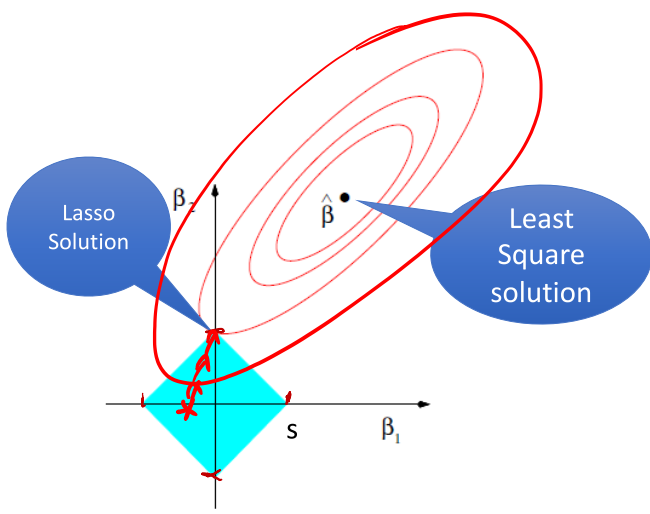 Lasso
Solution
β₂
β̂
Least
Square
solution
s
β₁